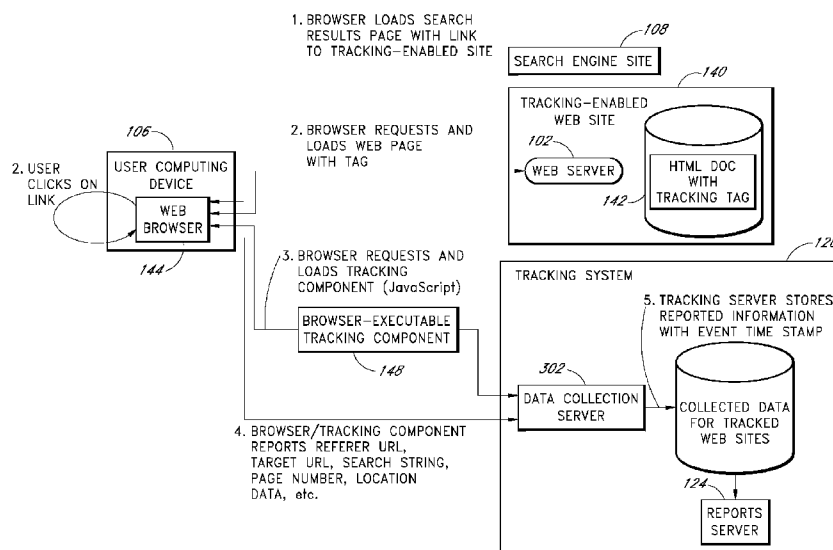 1. BROWSER LOADS SEARCH
RESULTS PAGE WITH LINK
TO TRACKING-ENABLED SITE
108
SEARCH ENGINE SITE
140
TRACKING-ENABLED
WEB SITE
102
WEB SERVER
142
HTML DOC
WITH
TRACKING TAG
2. BROWSER REQUESTS AND
LOADS WEB PAGE
WITH TAG
106
USER COMPUTING
DEVICE
2. USER
CLICKS ON
LINK
WEB
BROWSER
144
3. BROWSER REQUESTS AND
LOADS TRACKING
COMPONENT (JavaScript)
BROWSER-EXECUTABLE
TRACKING COMPONENT
148
4. BROWSER/TRACKING COMPONENT
REPORTS REFERER URL,
TARGET URL, SEARCH STRING,
PAGE NUMBER, LOCATION
DATA, etc.
120
TRACKING SYSTEM
5. TRACKING SERVER STORES
REPORTED INFORMATION
WITH EVENT TIME STAMP
302
DATA COLLECTION
SERVER
COLLECTED DATA
FOR TRACKED
WEB SITES
124
REPORTS
SERVER